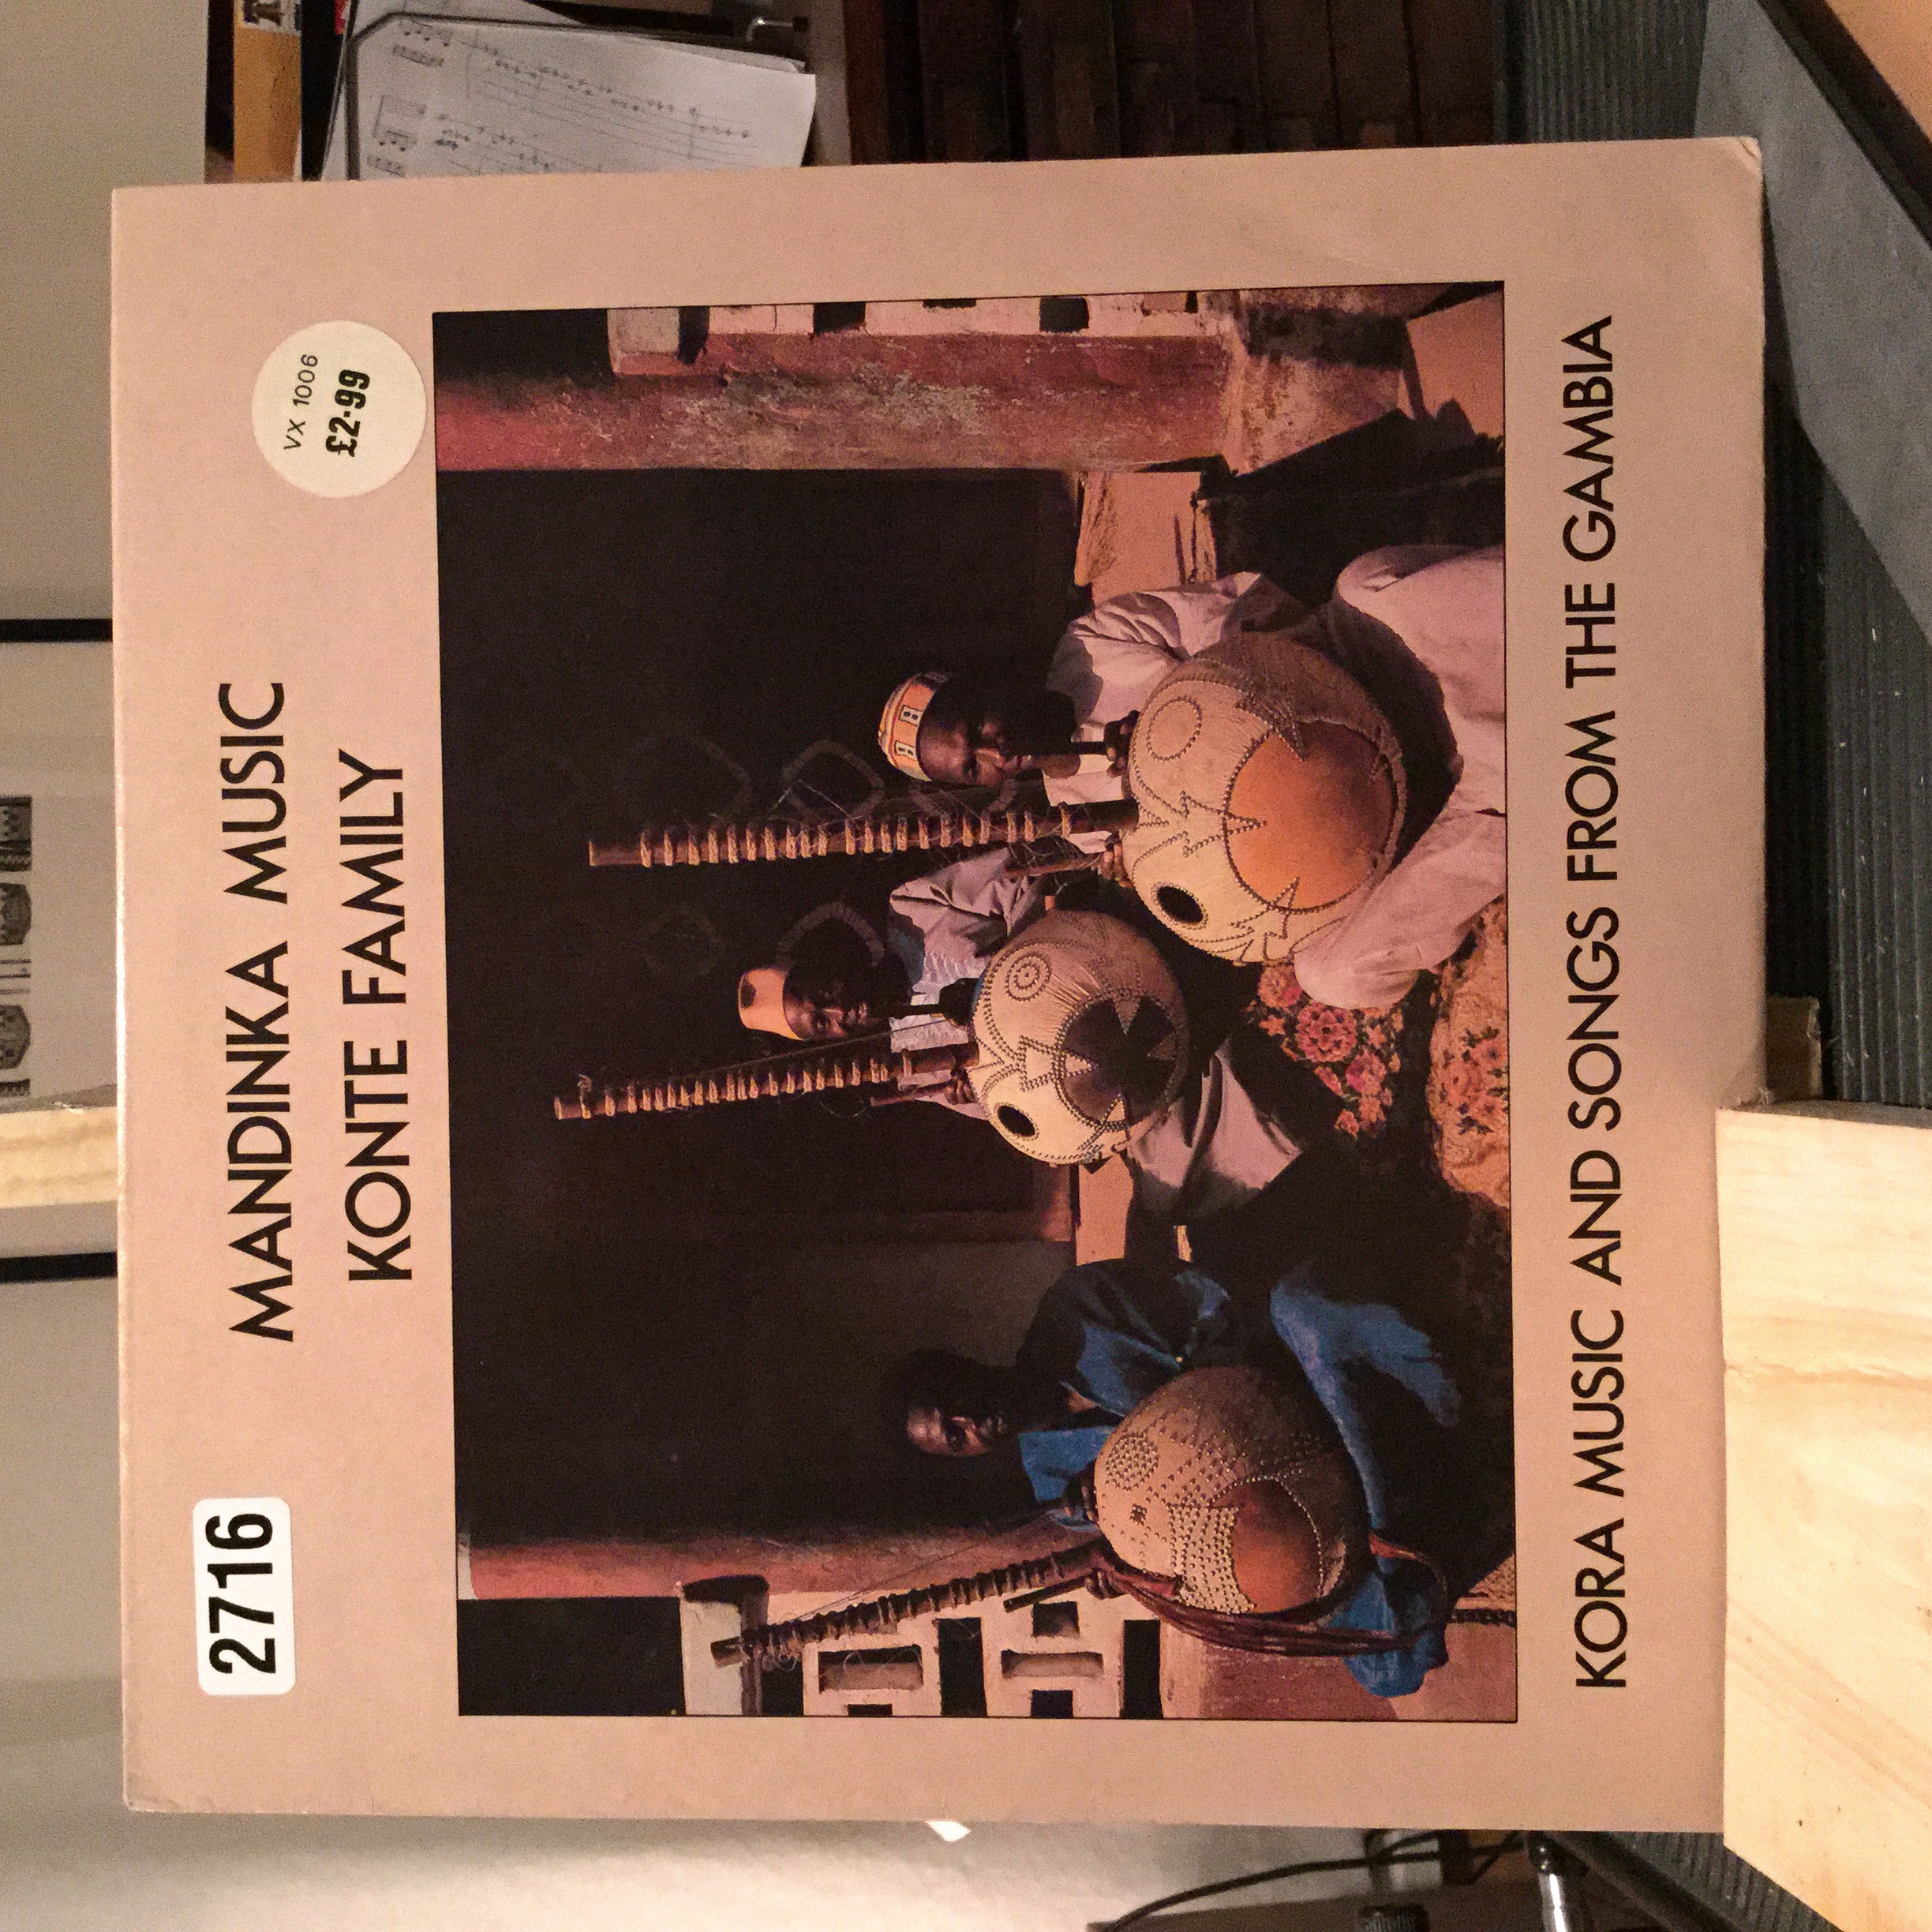 2716
MANDINKA MUSIC
KONTE FAMILY
VX 1006
£2·99
KORA MUSIC AND SONGS FROM THE GAMBIA